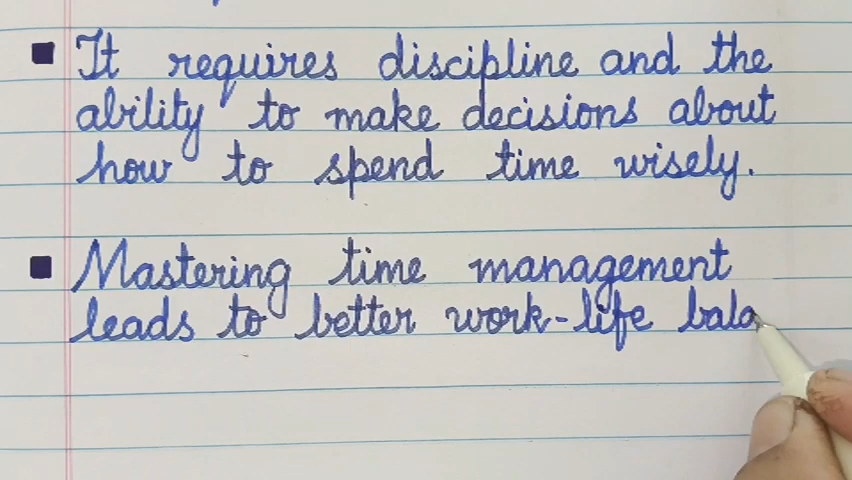 It requires discipline and the
ability to make decisions about
how to spend time wisely.
Mastering time management
leads to better work-life bala